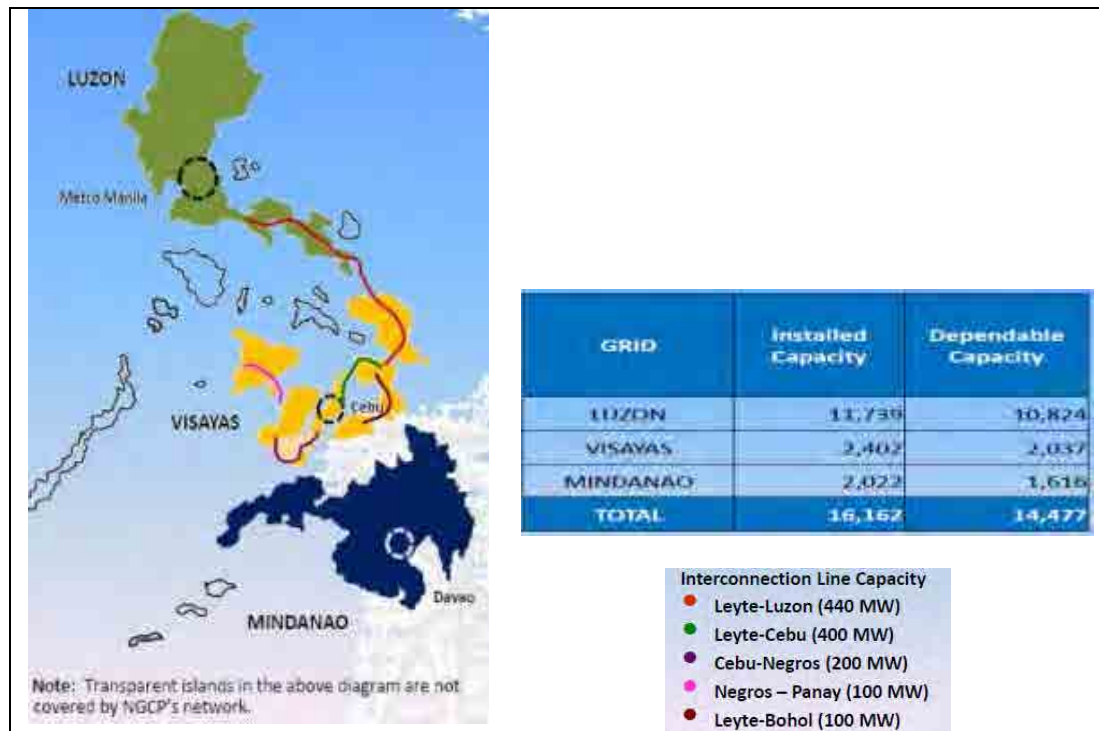 LUZON
Metro Manila
VISAYAS
Cebu
MINDANAO
Davao
Note: Transparent islands in the above diagram are not
covered by NGCP's network.
GRID Installed Capacity Dependable Capacity
LUZON 11,739 10,824
VISAYAS 2,402 2,037
MINDANAO 2,022 1,616
TOTAL 16,162 14,477
Interconnection Line Capacity
Leyte-Luzon (440 MW)
Leyte-Cebu (400 MW)
Cebu-Negros (200 MW)
Negros – Panay (100 MW)
Leyte-Bohol (100 MW)